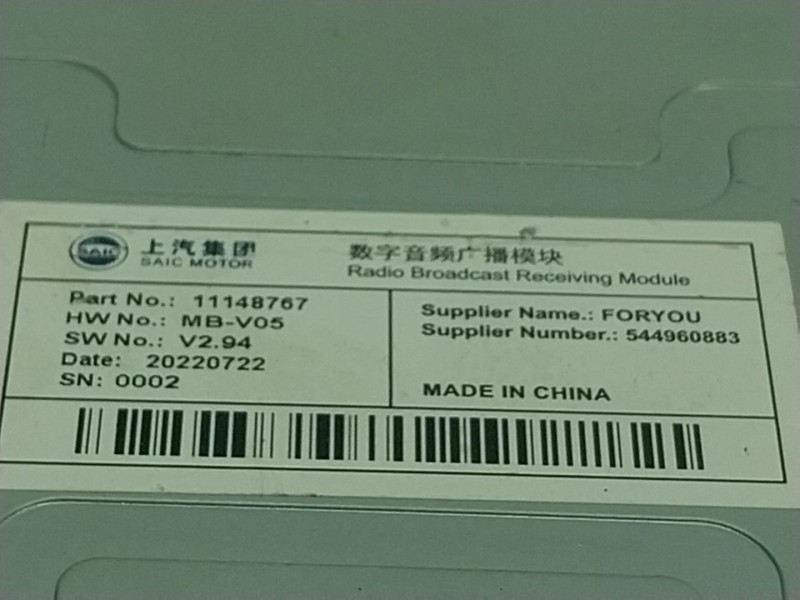 SAIC
上汽集团
SAIC MOTOR
数字音频广播模块
Radio Broadcast Receiving Module
Part No.: 11148767
HW No.: MB-V05
SW No.: V2.94
Date: 20220722
SN: 0002
Supplier Name.: FORYOU
Supplier Number.: 544960883
MADE IN CHINA